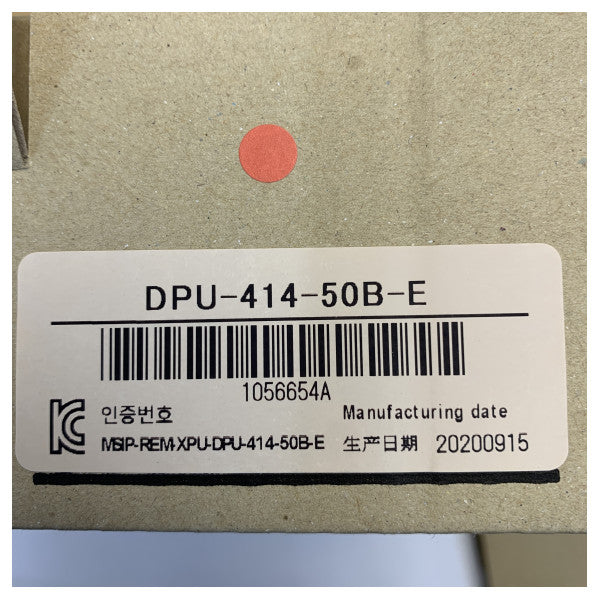 DPU-414-50B-E
1056654A
인증번호
Manufacturing date
MSIP-REM-XPU-DPU-414-50B-E
生产日期 20200915